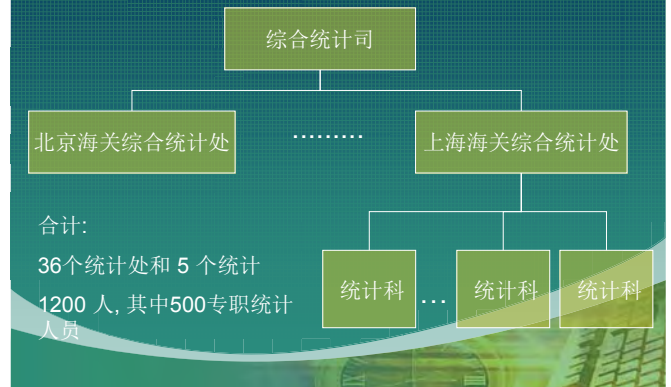 综合统计司
北京海关综合统计处
………
上海海关综合统计处
合计:
36个统计处和 5 个统计
1200 人, 其中500专职统计
人员
统计科
…
统计科
统计科